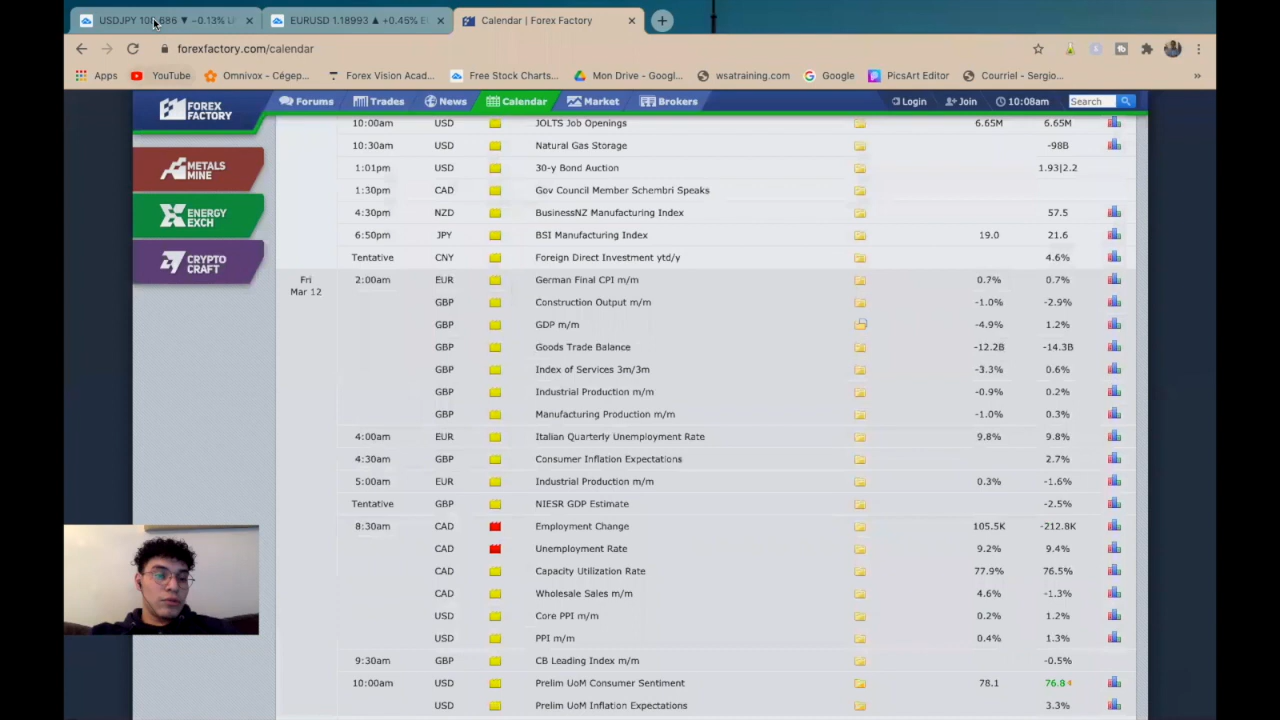 USDJPY 108.686 ▼ −0.13% U
EURUSD 1.18993 ▲ +0.45% E
Calendar | Forex Factory
forexfactory.com/calendar
Apps YouTube Omnivox - Cégep... Forex Vision Acad... Free Stock Charts... Mon Drive - Googl... wsatraining.com Google PicsArt Editor Courriel - Sergio... »
FOREX FACTORY
Forums Trades News Calendar Market Brokers Login Join 10:08am Search
METALS MINE
ENERGY EXCH
CRYPTO CRAFT
10:00am USD JOLTS Job Openings 6.65M 6.65M
10:30am USD Natural Gas Storage -98B
1:01pm USD 30-y Bond Auction 1.93|2.2
1:30pm CAD Gov Council Member Schembri Speaks
4:30pm NZD BusinessNZ Manufacturing Index 57.5
6:50pm JPY BSI Manufacturing Index 19.0 21.6
Tentative CNY Foreign Direct Investment ytd/y 4.6%
Fri Mar 12 2:00am EUR German Final CPI m/m 0.7% 0.7%
GBP Construction Output m/m -1.0% -2.9%
GBP GDP m/m -4.9% 1.2%
GBP Goods Trade Balance -12.2B -14.3B
GBP Index of Services 3m/3m -3.3% 0.6%
GBP Industrial Production m/m -0.9% 0.2%
GBP Manufacturing Production m/m -1.0% 0.3%
4:00am EUR Italian Quarterly Unemployment Rate 9.8% 9.8%
4:30am GBP Consumer Inflation Expectations 2.7%
5:00am EUR Industrial Production m/m 0.3% -1.6%
Tentative GBP NIESR GDP Estimate -2.5%
8:30am CAD Employment Change 105.5K -212.8K
CAD Unemployment Rate 9.2% 9.4%
CAD Capacity Utilization Rate 77.9% 76.5%
CAD Wholesale Sales m/m 4.6% -1.3%
USD Core PPI m/m 0.2% 1.2%
USD PPI m/m 0.4% 1.3%
9:30am GBP CB Leading Index m/m -0.5%
10:00am USD Prelim UoM Consumer Sentiment 78.1 76.8
USD Prelim UoM Inflation Expectations 3.3%